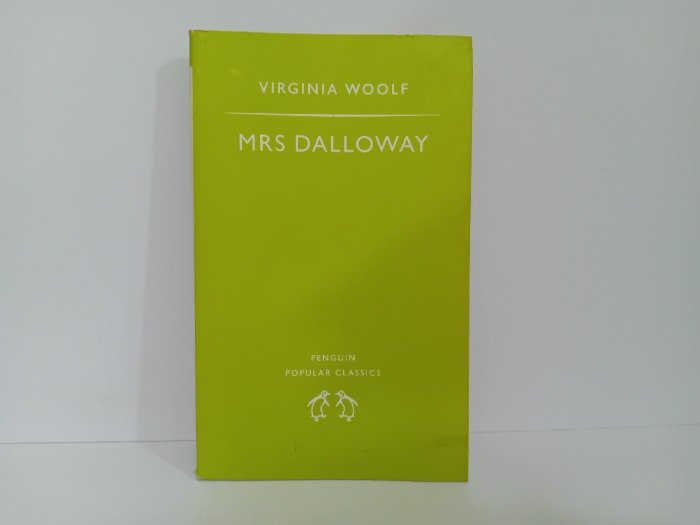 VIRGINIA WOOLF
MRS DALLOWAY
PENGUIN
POPULAR CLASSICS